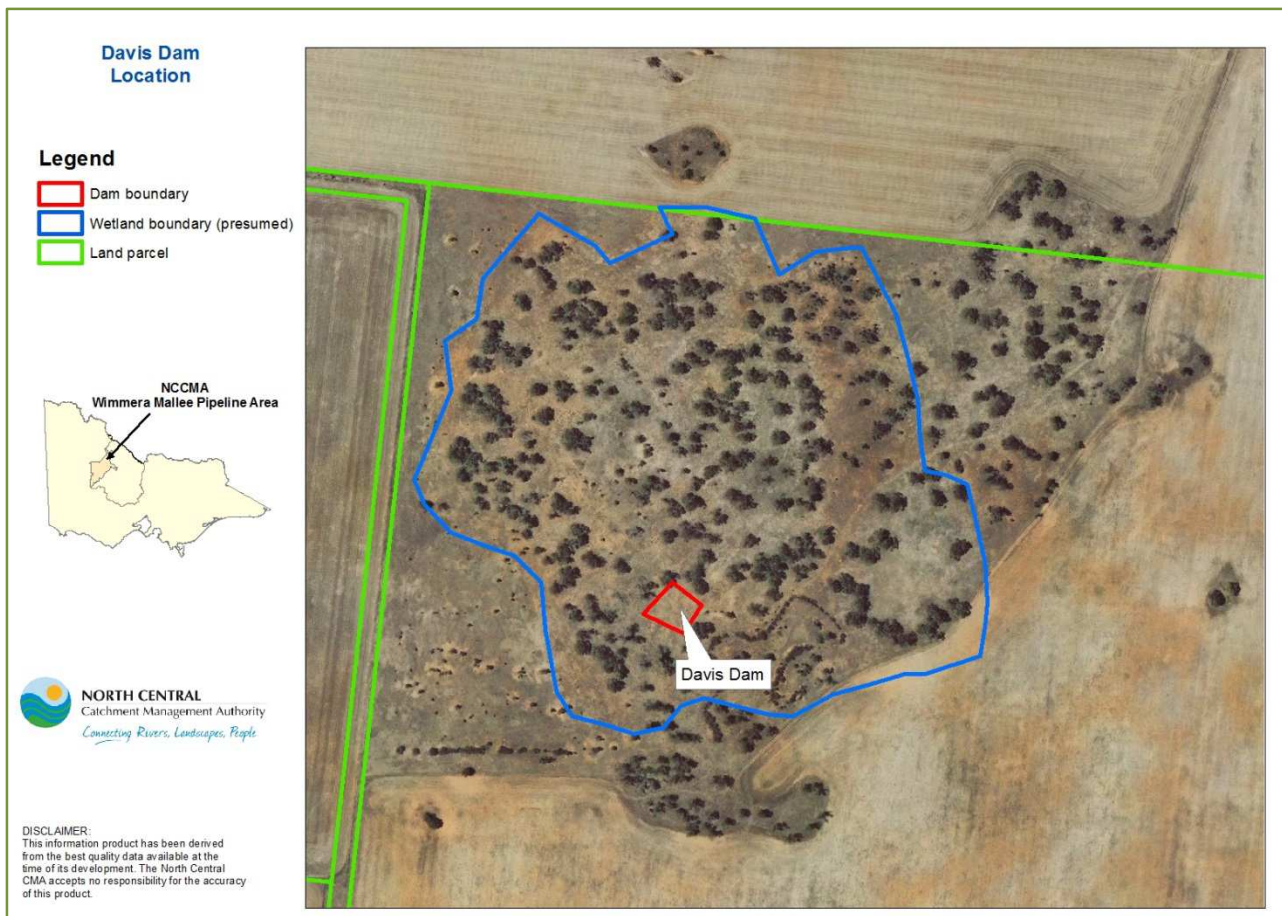 Davis Dam
Location
Legend
Dam boundary
Wetland boundary (presumed)
Land parcel
NCCMA
Wimmera Mallee Pipeline Area
Davis Dam
NORTH CENTRAL
Catchment Management Authority
Connecting Rivers, Landscapes, People
DISCLAIMER:
This information product has been derived
from the best quality data available at the
time of its development. The North Central
CMA accepts no responsibility for the accuracy
of this product.